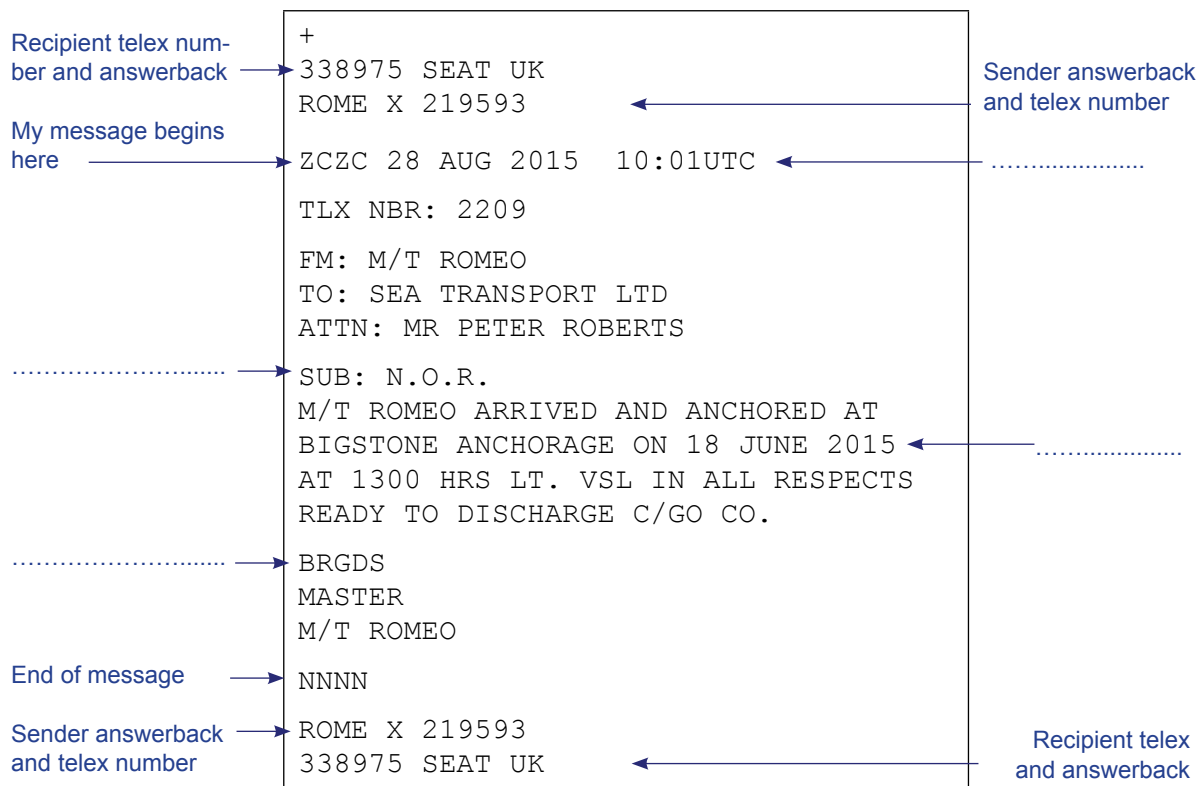 Recipient telex num-
ber and answerback
+
338975 SEAT UK
ROME X 219593
Sender answerback
and telex number
My message begins
here
ZCZC 28 AUG 2015 10:01UTC
……................
TLX NBR: 2209
FM: M/T ROMEO
TO: SEA TRANSPORT LTD
ATTN: MR PETER ROBERTS
………………….......
SUB: N.O.R.
M/T ROMEO ARRIVED AND ANCHORED AT
BIGSTONE ANCHORAGE ON 18 JUNE 2015
……...............
AT 1300 HRS LT. VSL IN ALL RESPECTS
READY TO DISCHARGE C/GO CO.
………………….......
BRGDS
MASTER
M/T ROMEO
End of message
NNNN
Sender answerback
and telex number
ROME X 219593
338975 SEAT UK
Recipient telex
and answerback